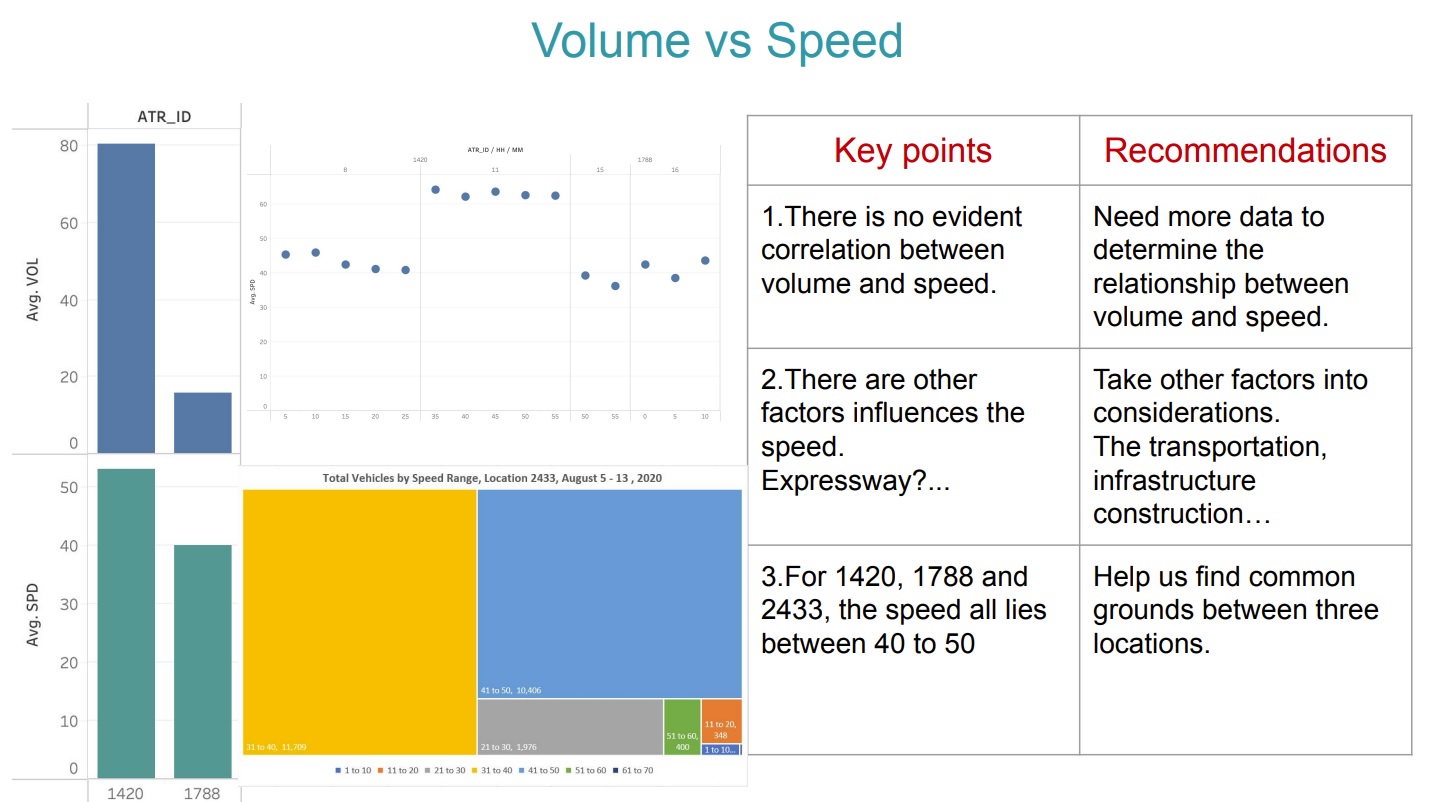 Volume vs Speed
ATR_ID
80
60
40
20
0
Avg. VOL
50
40
30
20
10
0
Avg. SPD
1420 1788
ATR_ID / HH / MM
1420 1788
8 11 15 16
60
50
40
30
20
10
0
Avg. SPD
5 10 15 20 25 35 40 45 50 55 50 55 0 5 10
Total Vehicles by Speed Range, Location 2433, August 5 - 13 , 2020
31 to 40, 11,709
41 to 50, 10,406
21 to 30, 1,976
51 to 60,
400
11 to 20,
348
1 to 10...
1 to 10 11 to 20 21 to 30 31 to 40 41 to 50 51 to 60 61 to 70
Key points
Recommendations
1.There is no evident
correlation between
volume and speed.
Need more data to
determine the
relationship between
volume and speed.
2.There are other
factors influences the
speed.
Expressway?...
Take other factors into
considerations.
The transportation,
infrastructure
construction…
3.For 1420, 1788 and
2433, the speed all lies
between 40 to 50
Help us find common
grounds between three
locations.